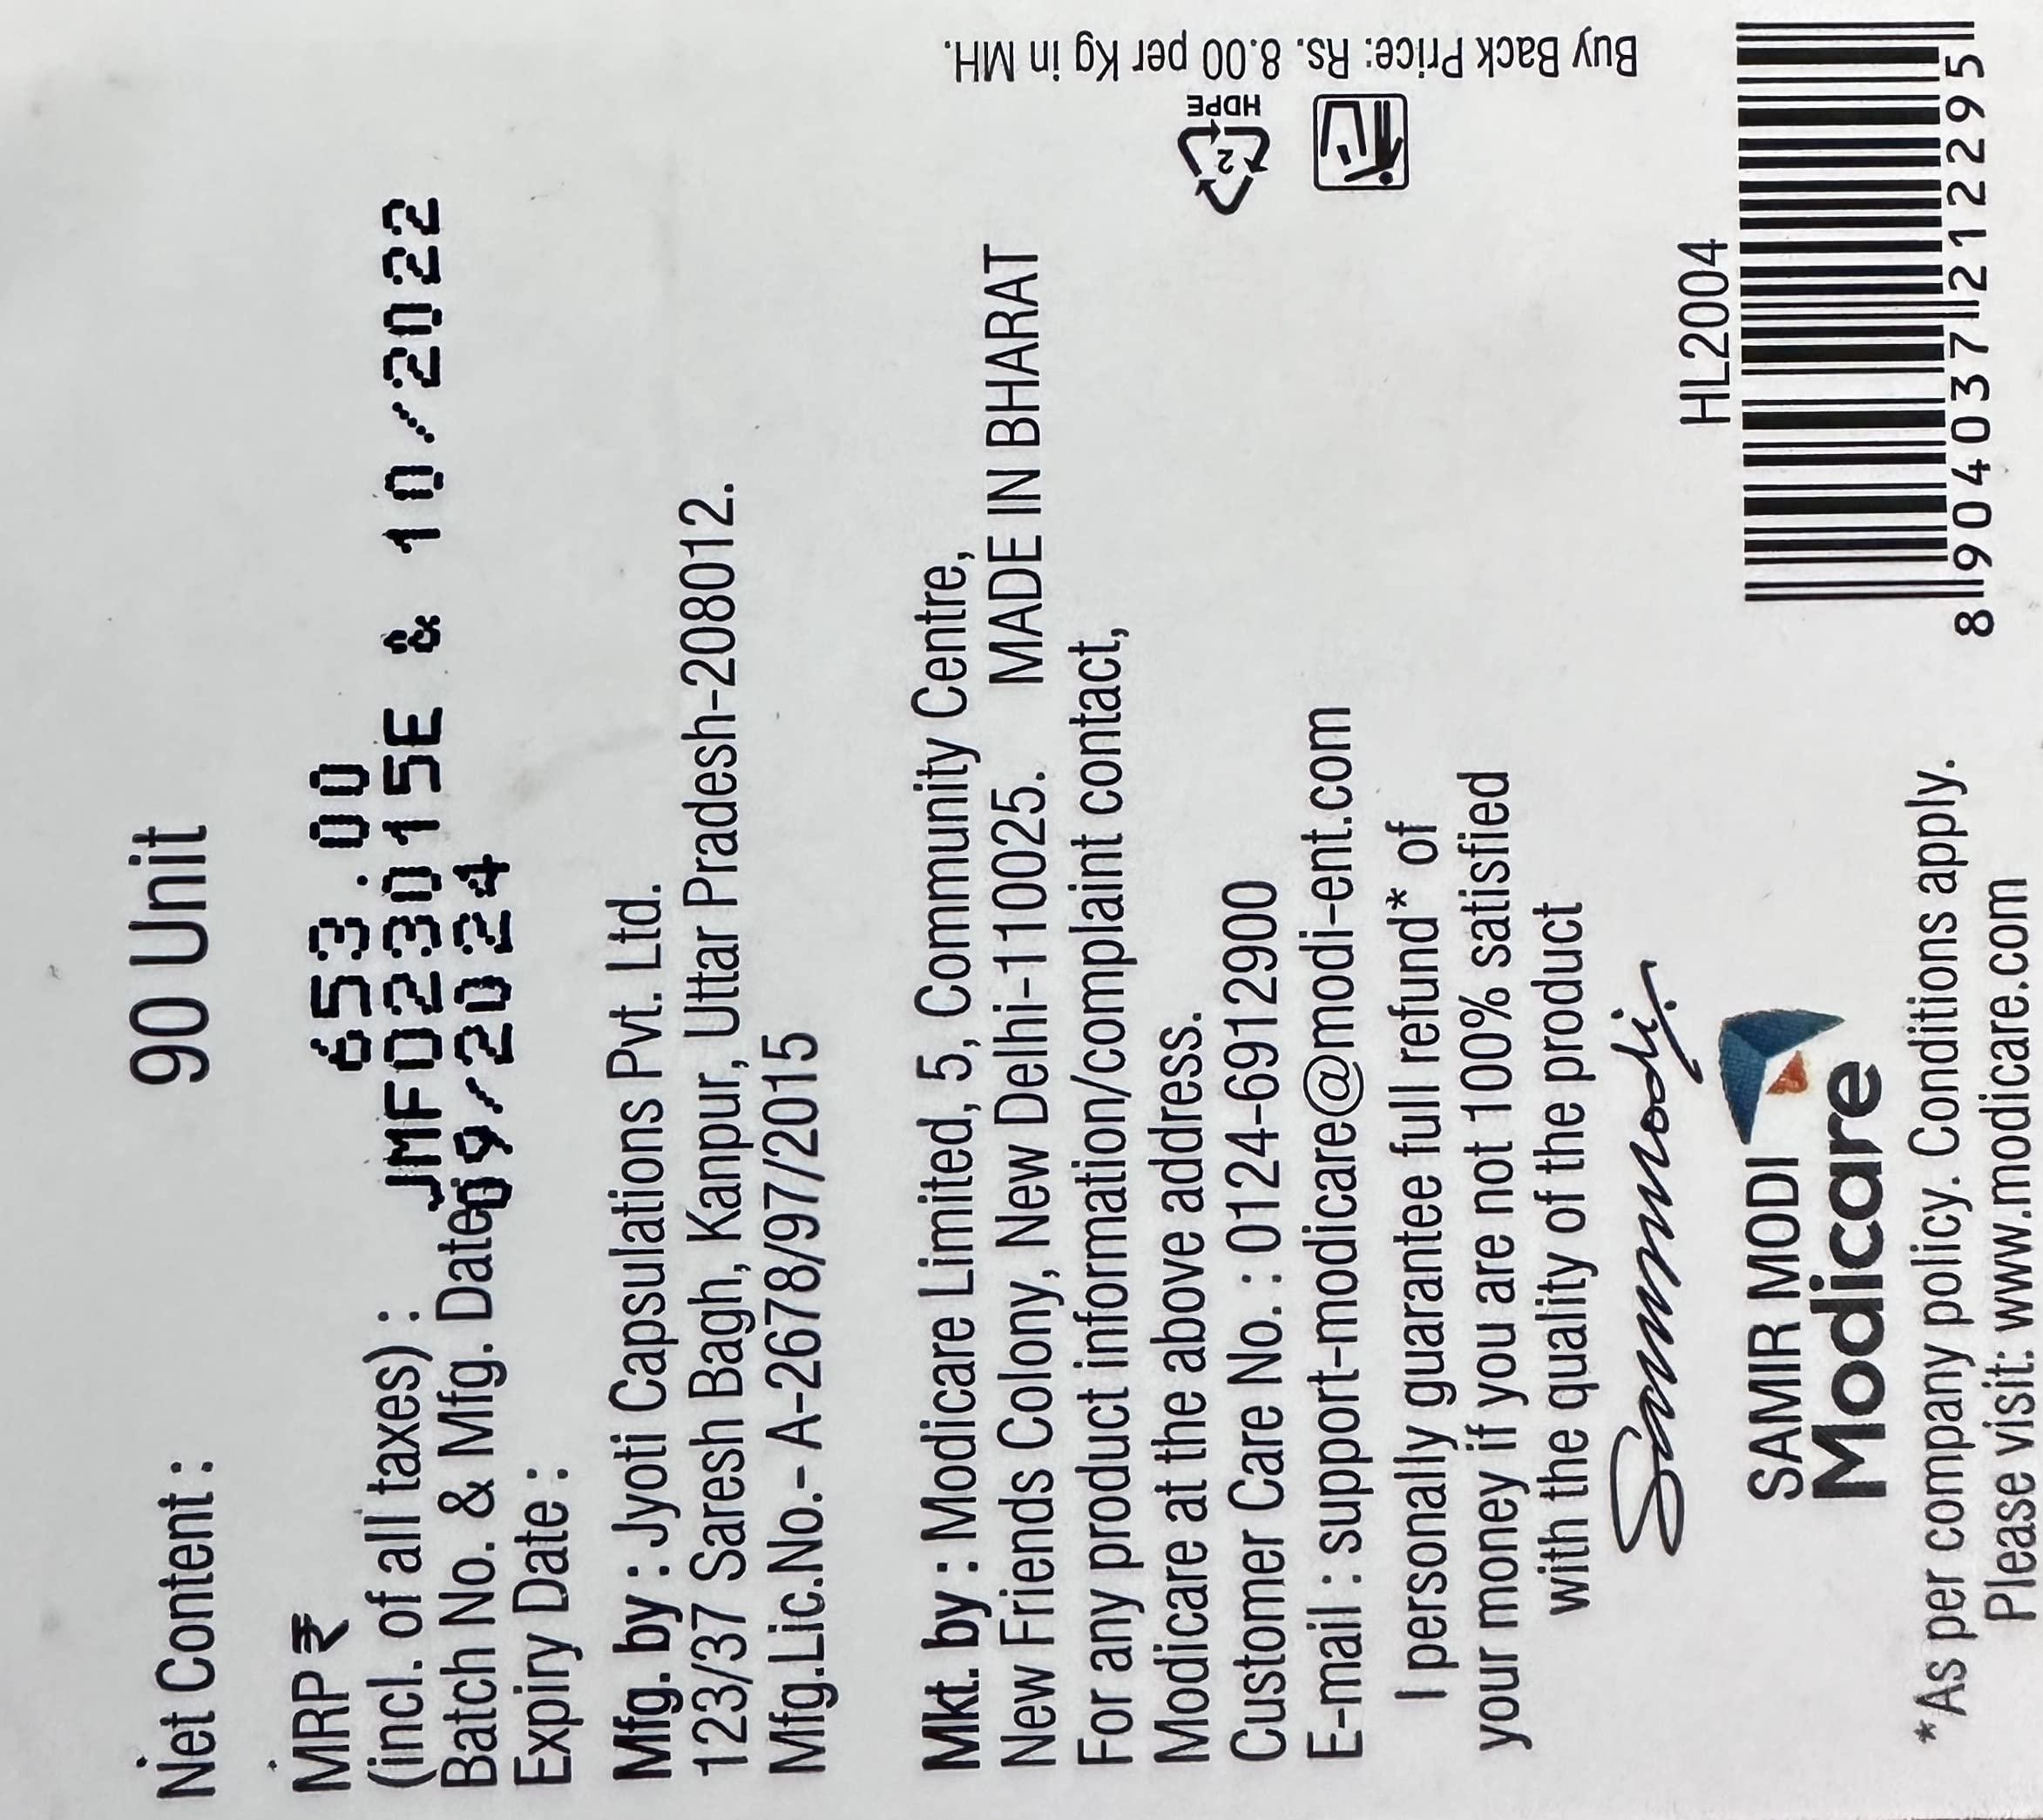 Net Content : 90 Unit
MRP ₹ 653.00
(incl. of all taxes) :
Batch No. & Mfg. Date JMF023015E & 10/2022
Expiry Date : 09/2024
Mfg. by : Jyoti Capsulations Pvt. Ltd.
123/37 Saresh Bagh, Kanpur, Uttar Pradesh-208012.
Mfg.Lic.No.- A-2678/97/2015
Mkt. by : Modicare Limited, 5, Community Centre,
New Friends Colony, New Delhi-110025. MADE IN BHARAT
For any product information/complaint contact,
Modicare at the above address.
Customer Care No. : 0124-6912900
E-mail : support-modicare@modi-ent.com
I personally guarantee full refund* of
your money if you are not 100% satisfied
with the quality of the product
Samir Modi
SAMIR MODI
Modicare
*As per company policy. Conditions apply.
Please visit: www.modicare.com
HL2004
8 904037 212295
2
HDPE
Buy Back Price: Rs. 8.00 per Kg in MH.